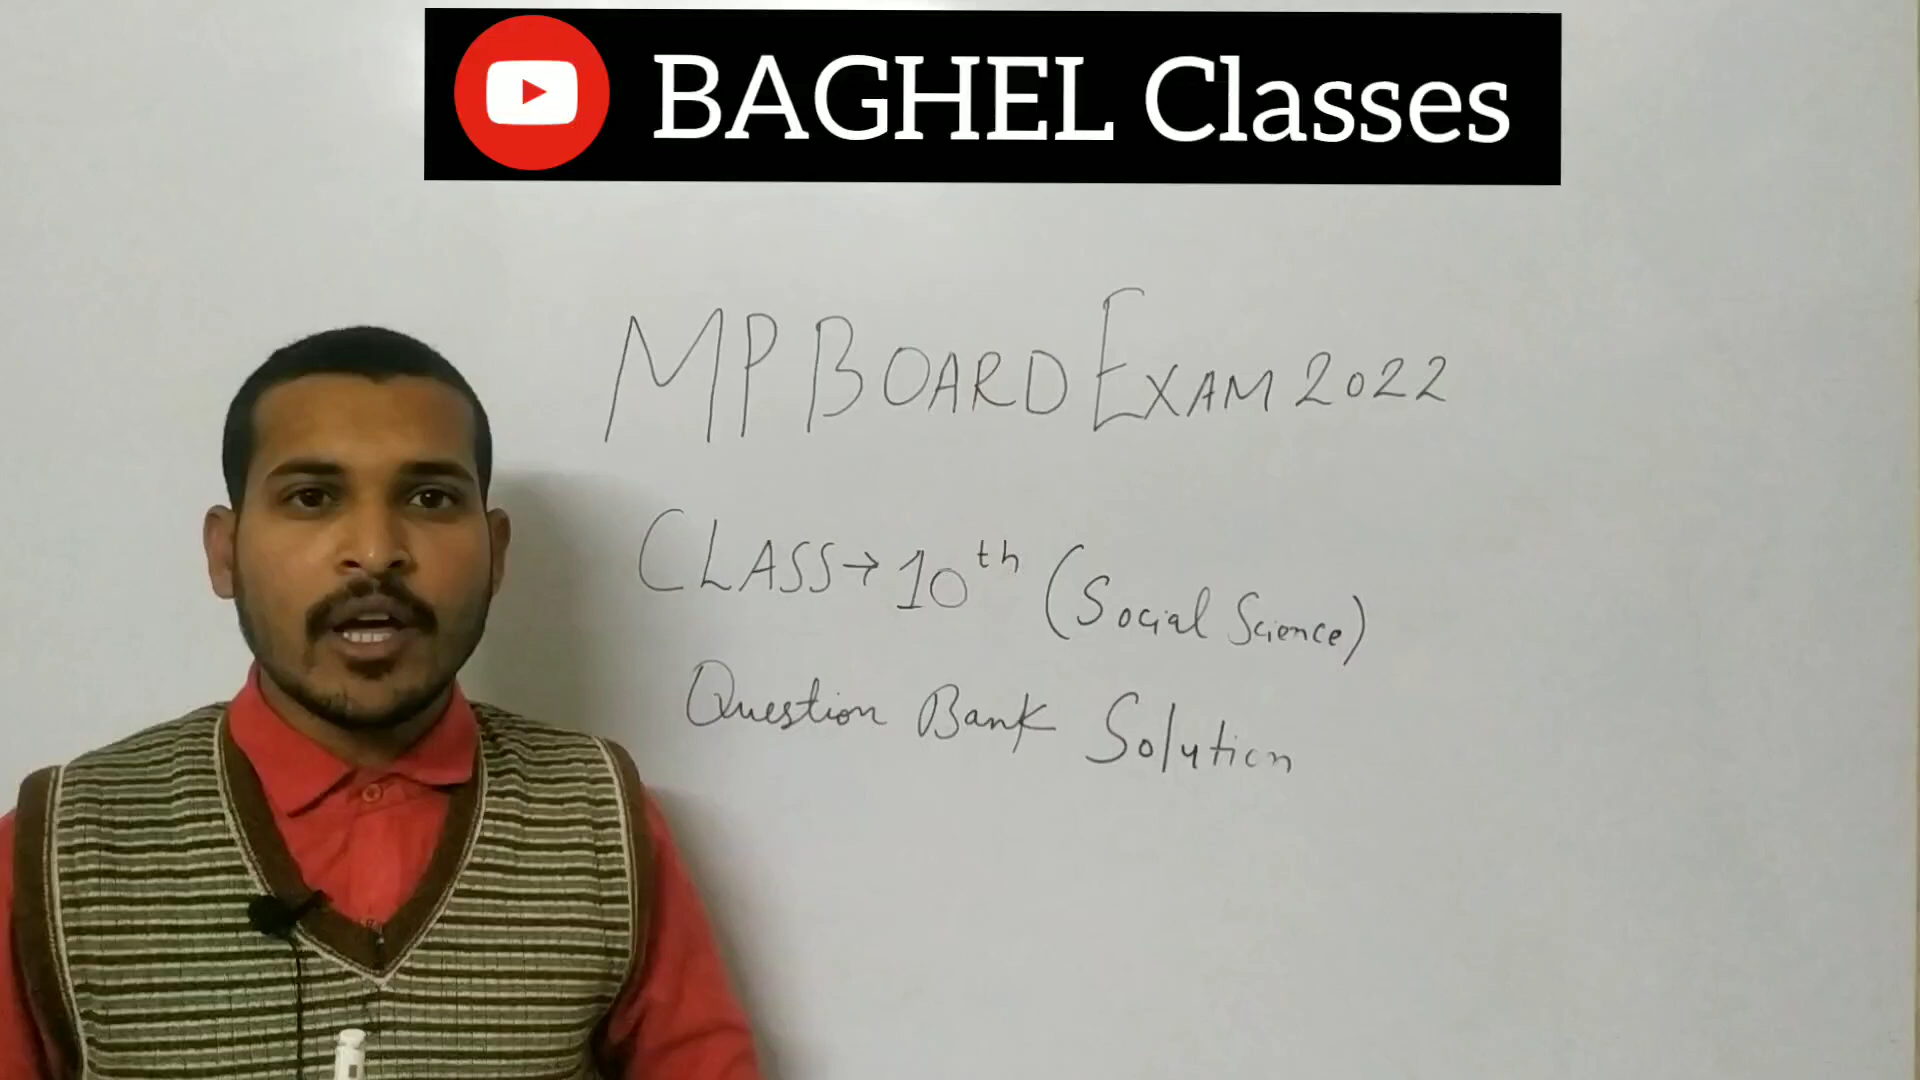 BAGHEL Classes
MP BOARD EXAM 2022
CLASS→10th (Social Science)
Question Bank Solution